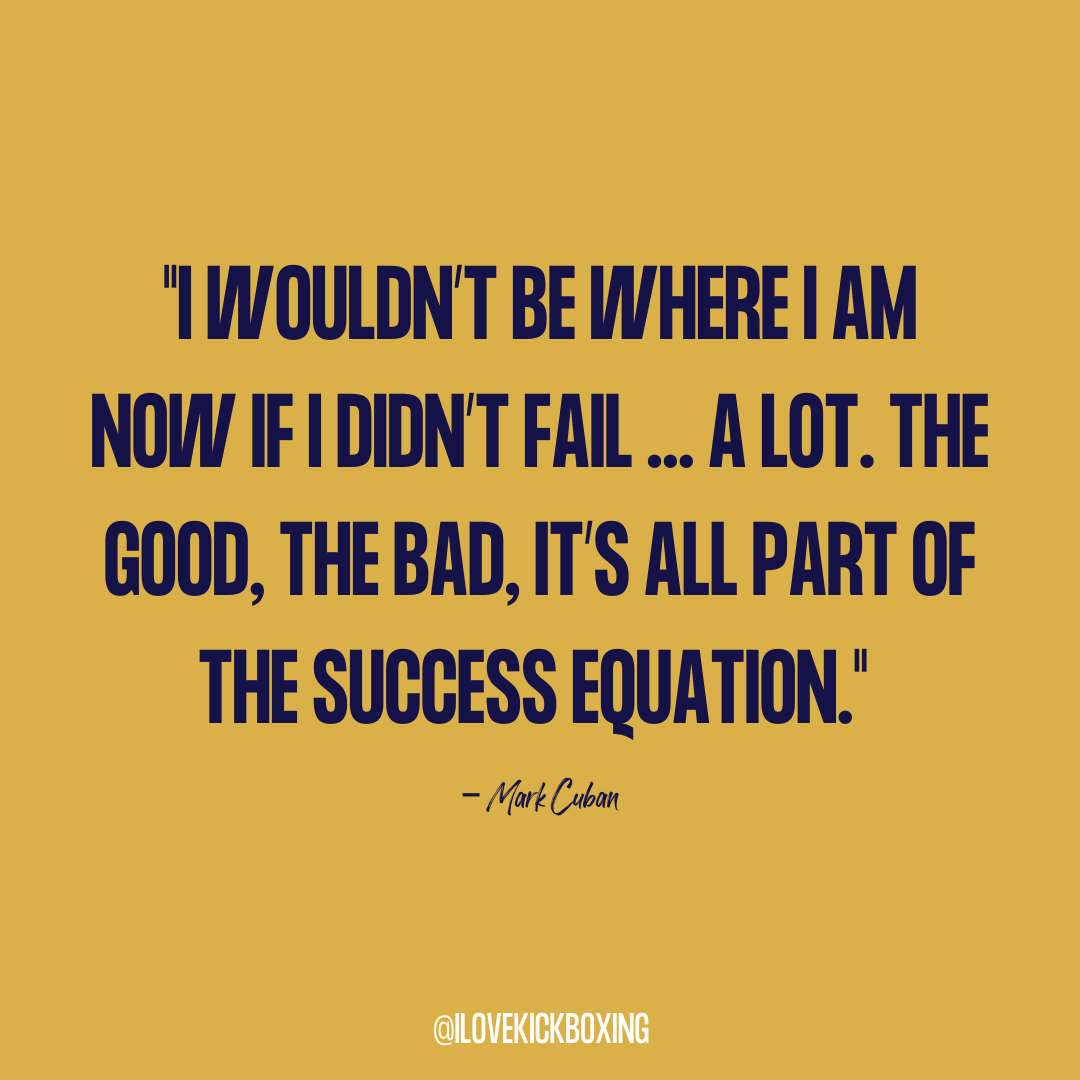 "I WOULDN'T BE WHERE I AM
NOW IF I DIDN'T FAIL ... A LOT. THE
GOOD, THE BAD, IT'S ALL PART OF
THE SUCCESS EQUATION."
– Mark Cuban
@ILOVEKICKBOXING